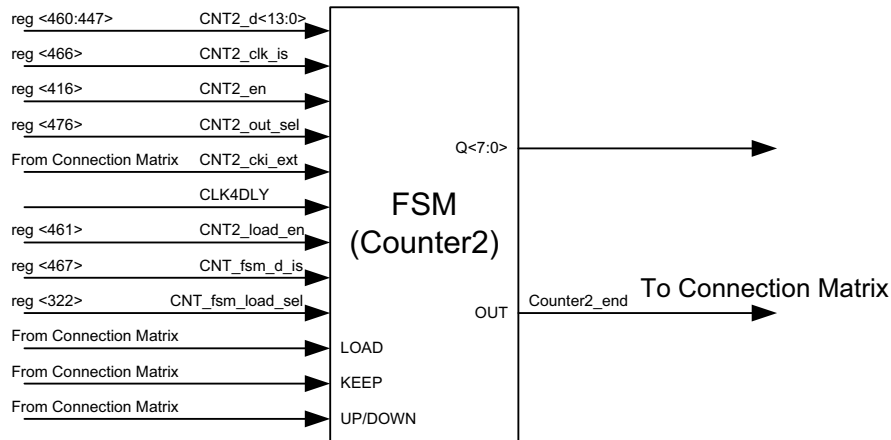 reg <460:447> CNT2_d<13:0>
reg <466> CNT2_clk_is
reg <416> CNT2_en
reg <476> CNT2_out_sel
From Connection Matrix CNT2_cki_ext
CLK4DLY
reg <461> CNT2_load_en
reg <467> CNT_fsm_d_is
reg <322> CNT_fsm_load_sel
From Connection Matrix LOAD
From Connection Matrix KEEP
From Connection Matrix UP/DOWN
FSM
(Counter2)
Q<7:0>
OUT Counter2_end To Connection Matrix